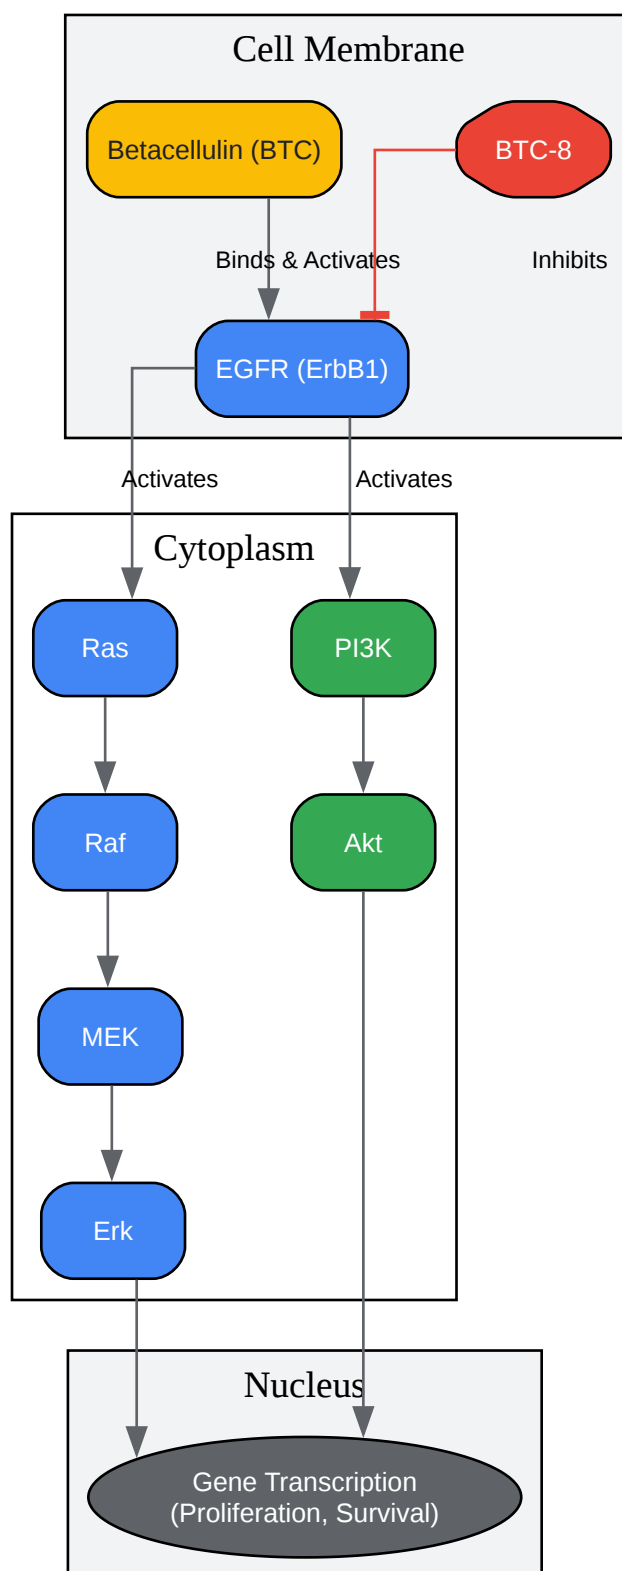 Cell Membrane
Betacellulin (BTC)
BTC-8
Binds & Activates
Inhibits
EGFR (ErbB1)
Activates
Activates
Cytoplasm
Ras
PI3K
Raf
Akt
MEK
Erk
Nucleus
Gene Transcription
(Proliferation, Survival)